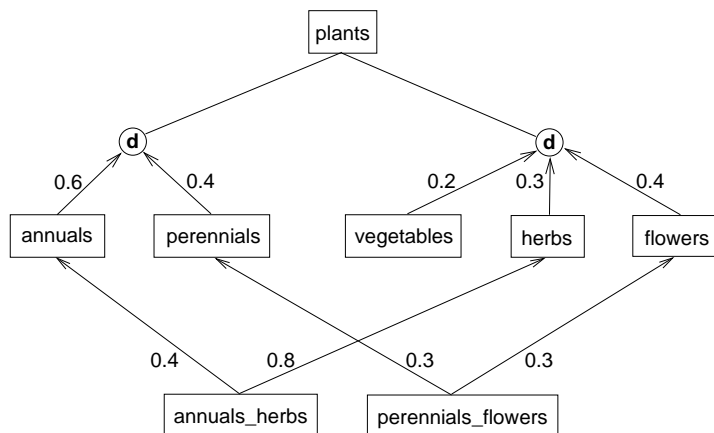 plants
d
d
0.6
0.4
0.2
0.3
0.4
annuals
perennials
vegetables
herbs
flowers
0.4
0.8
0.3
0.3
annuals_herbs
perennials_flowers